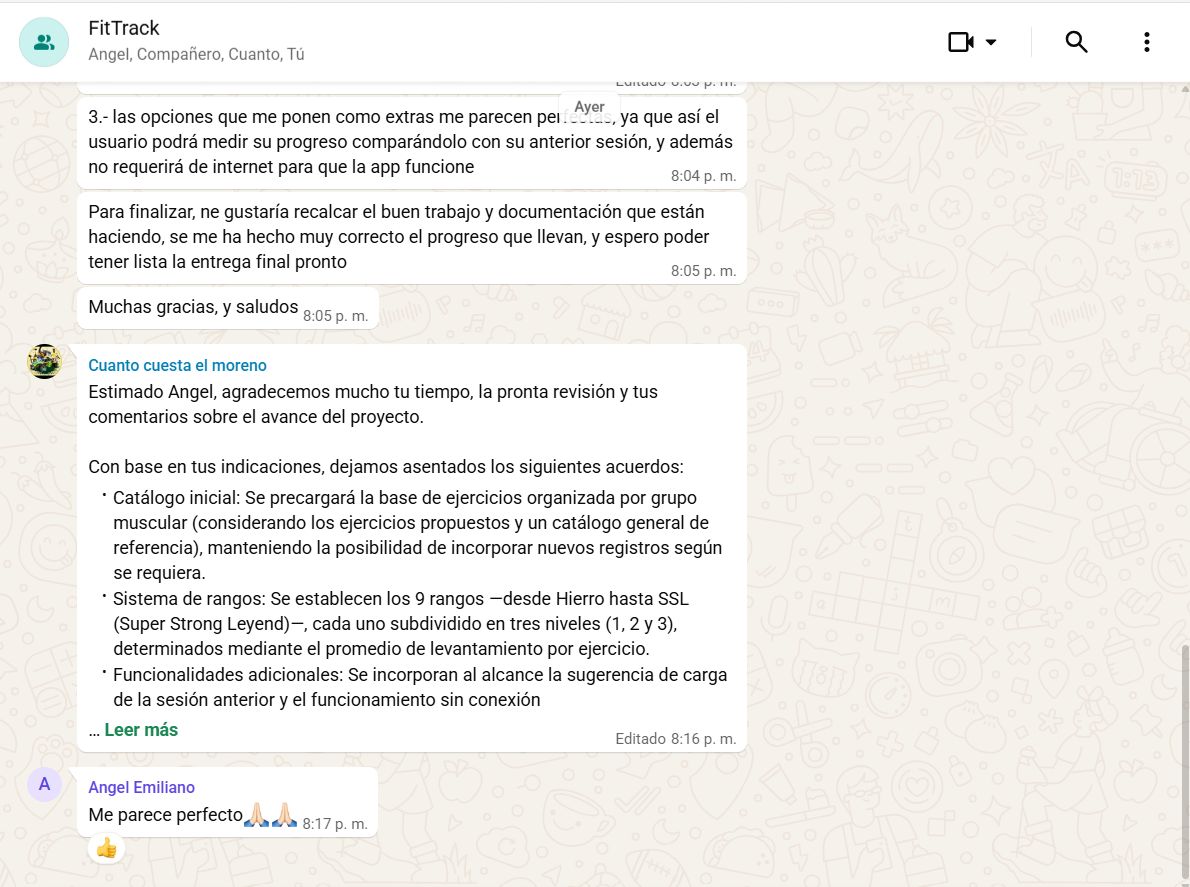 FitTrack
Angel, Compañero, Cuanto, Tú
Editado 8:03 p. m.
Ayer
3.- las opciones que me ponen como extras me parecen perfectas, ya que así el
usuario podrá medir su progreso comparándolo con su anterior sesión, y además
no requerirá de internet para que la app funcione
8:04 p. m.
Para finalizar, ne gustaría recalcar el buen trabajo y documentación que están
haciendo, se me ha hecho muy correcto el progreso que llevan, y espero poder
tener lista la entrega final pronto
8:05 p. m.
Muchas gracias, y saludos 8:05 p. m.
Cuanto cuesta el moreno
Estimado Angel, agradecemos mucho tu tiempo, la pronta revisión y tus
comentarios sobre el avance del proyecto.
Con base en tus indicaciones, dejamos asentados los siguientes acuerdos:
· Catálogo inicial: Se precargará la base de ejercicios organizada por grupo
muscular (considerando los ejercicios propuestos y un catálogo general de
referencia), manteniendo la posibilidad de incorporar nuevos registros según
se requiera.
· Sistema de rangos: Se establecen los 9 rangos —desde Hierro hasta SSL
(Super Strong Leyend)—, cada uno subdividido en tres niveles (1, 2 y 3),
determinados mediante el promedio de levantamiento por ejercicio.
· Funcionalidades adicionales: Se incorporan al alcance la sugerencia de carga
de la sesión anterior y el funcionamiento sin conexión
... Leer más
Editado 8:16 p. m.
A
Angel Emiliano
Me parece perfecto🙏🏻🙏🏻 8:17 p. m.
👍